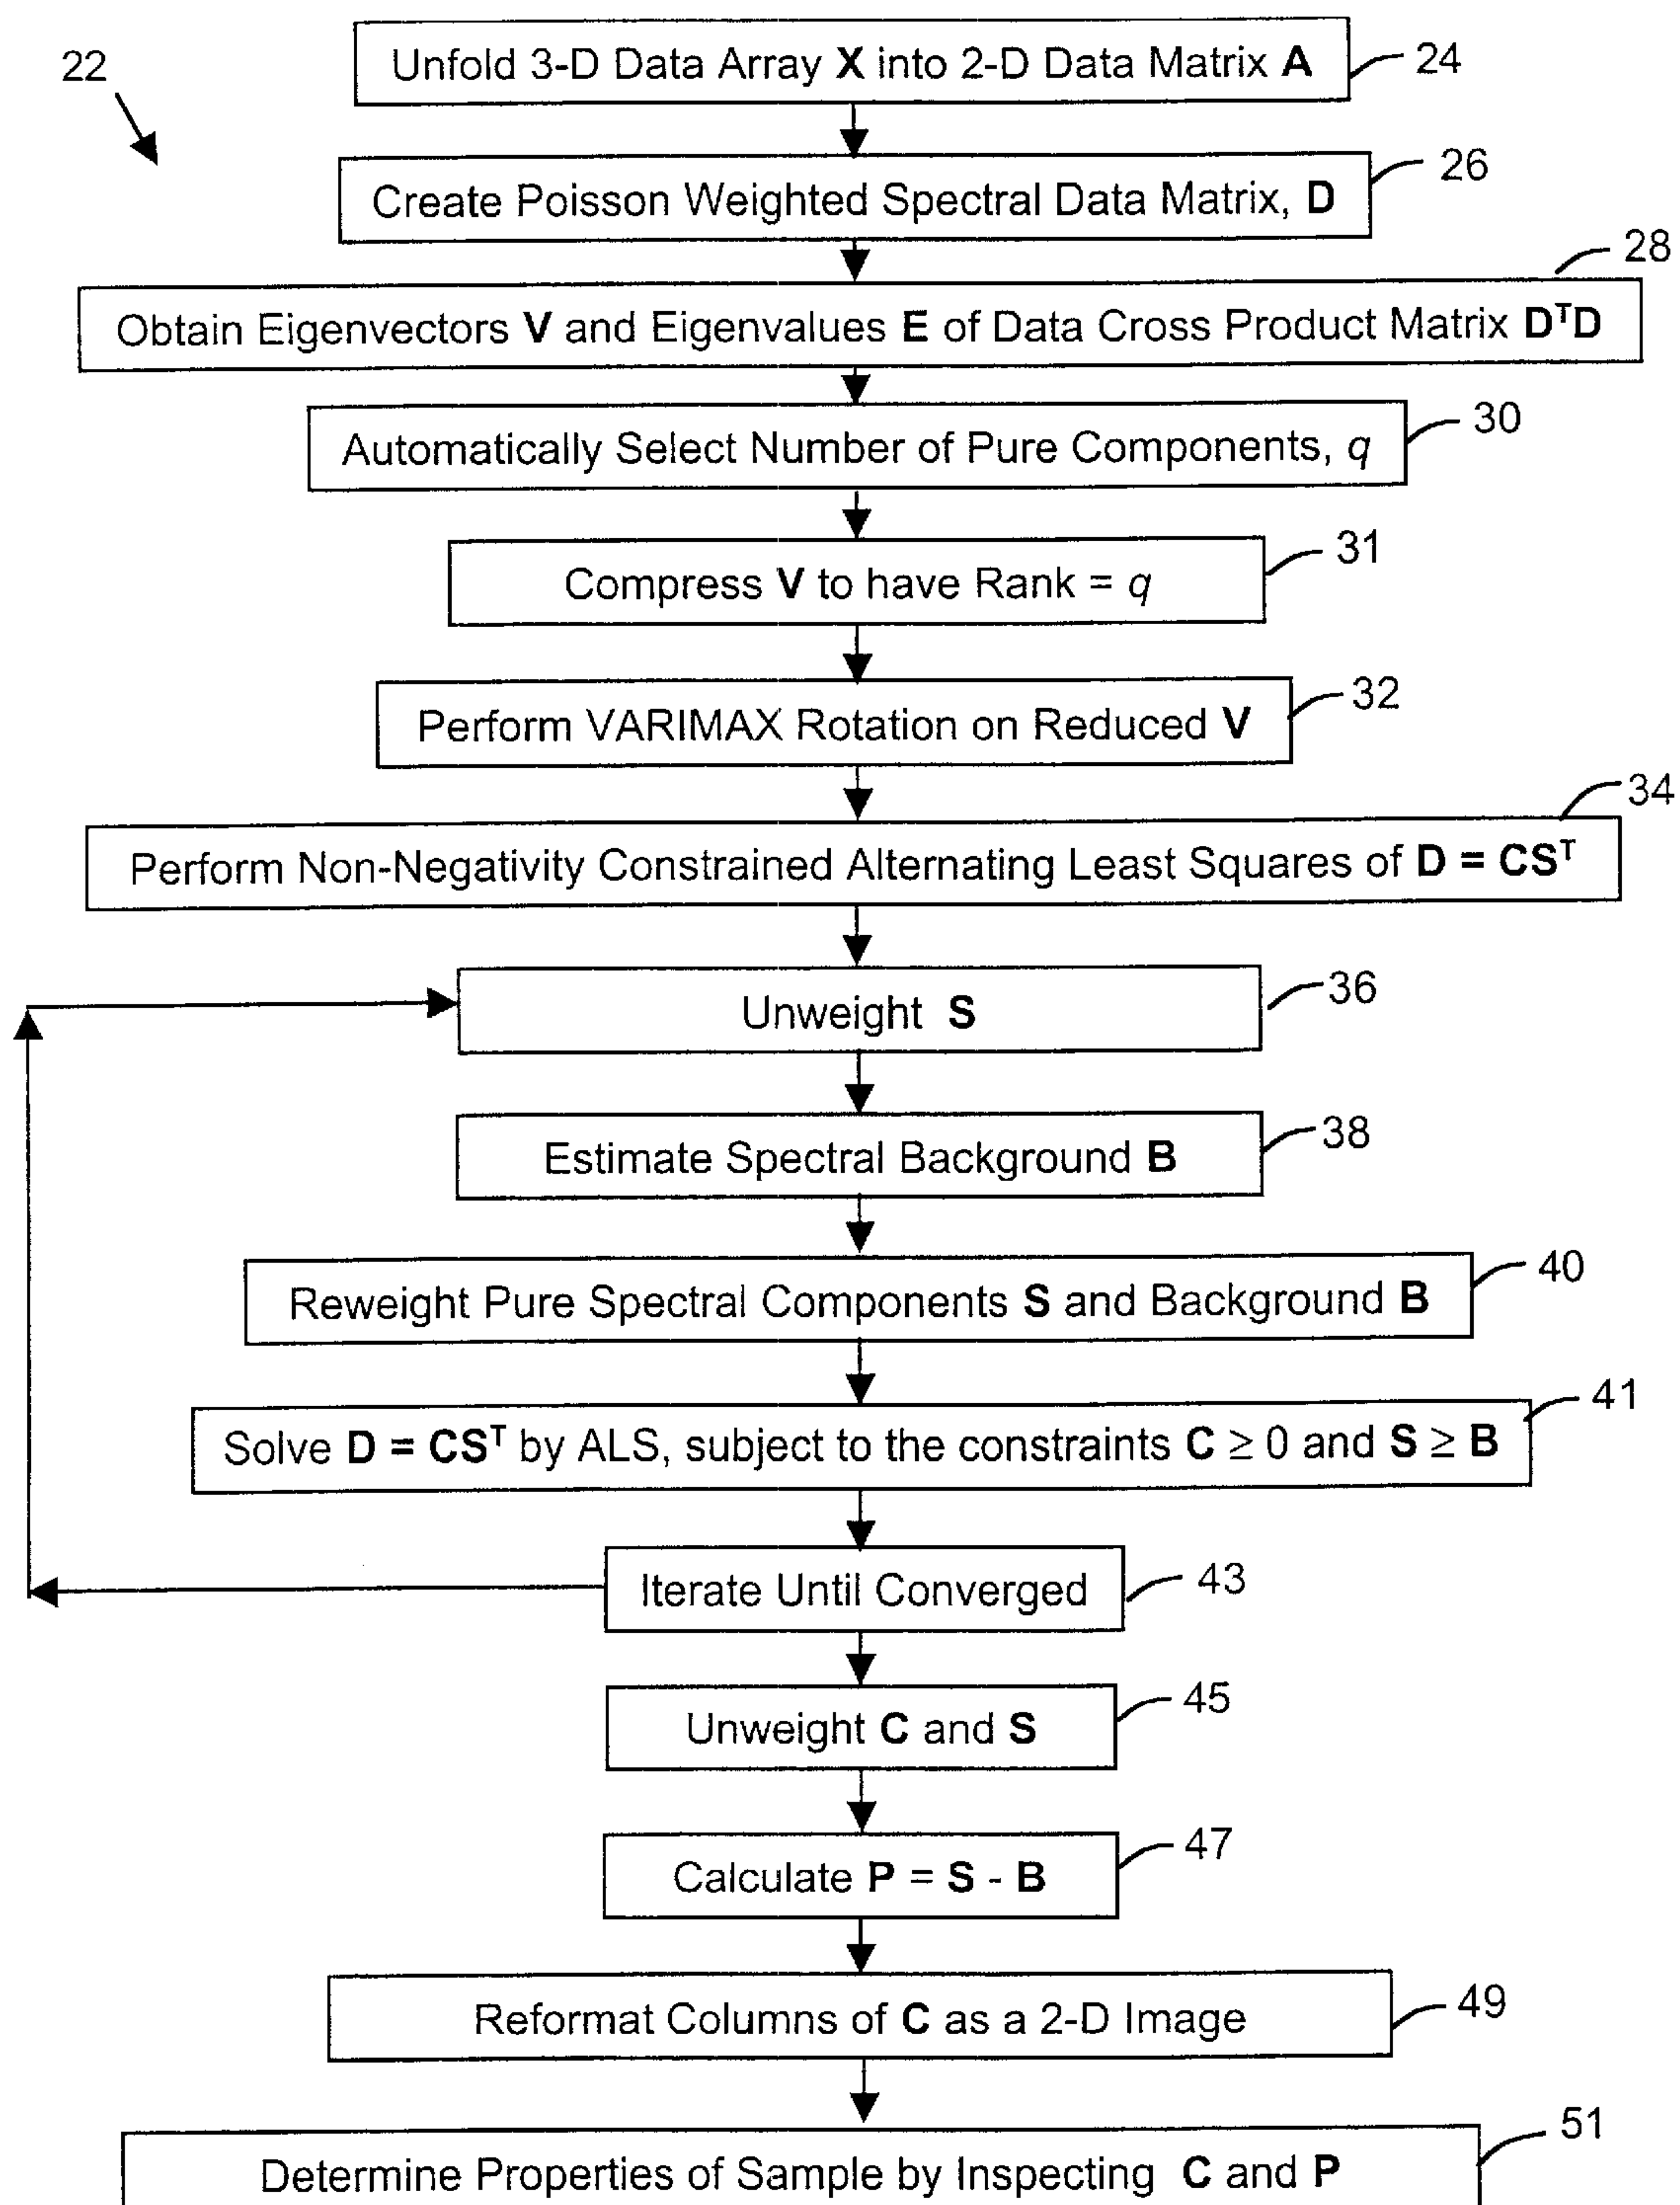 22
Unfold 3-D Data Array X into 2-D Data Matrix A
24
Create Poisson Weighted Spectral Data Matrix, D
26
28
Obtain Eigenvectors V and Eigenvalues E of Data Cross Product Matrix DᵀD
Automatically Select Number of Pure Components, q
30
Compress V to have Rank = q
31
Perform VARIMAX Rotation on Reduced V
32
34
Perform Non-Negativity Constrained Alternating Least Squares of D = CSᵀ
Unweight S
36
Estimate Spectral Background B
38
Reweight Pure Spectral Components S and Background B
40
Solve D = CSᵀ by ALS, subject to the constraints C ≥ 0 and S ≥ B
41
Iterate Until Converged
43
Unweight C and S
45
Calculate P = S - B
47
Reformat Columns of C as a 2-D Image
49
51
Determine Properties of Sample by Inspecting C and P